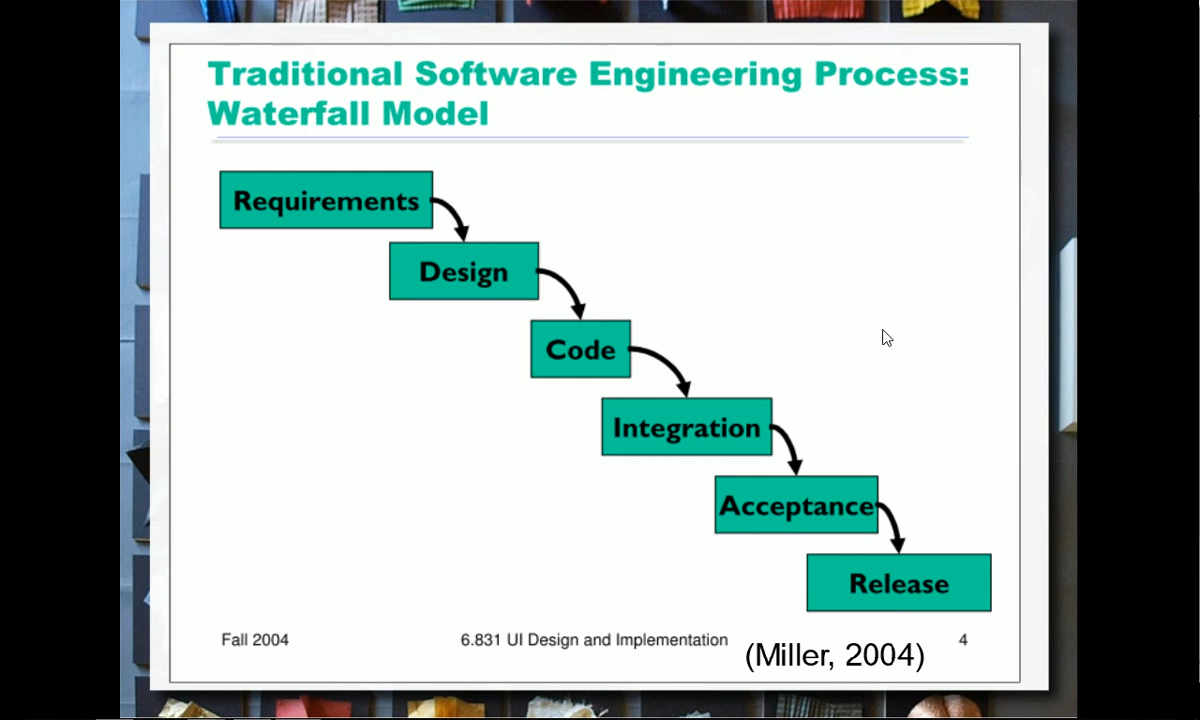 Traditional Software Engineering Process:
Waterfall Model
Requirements
Design
Code
Integration
Acceptance
Release
Fall 2004
6.831 UI Design and Implementation
4
(Miller, 2004)